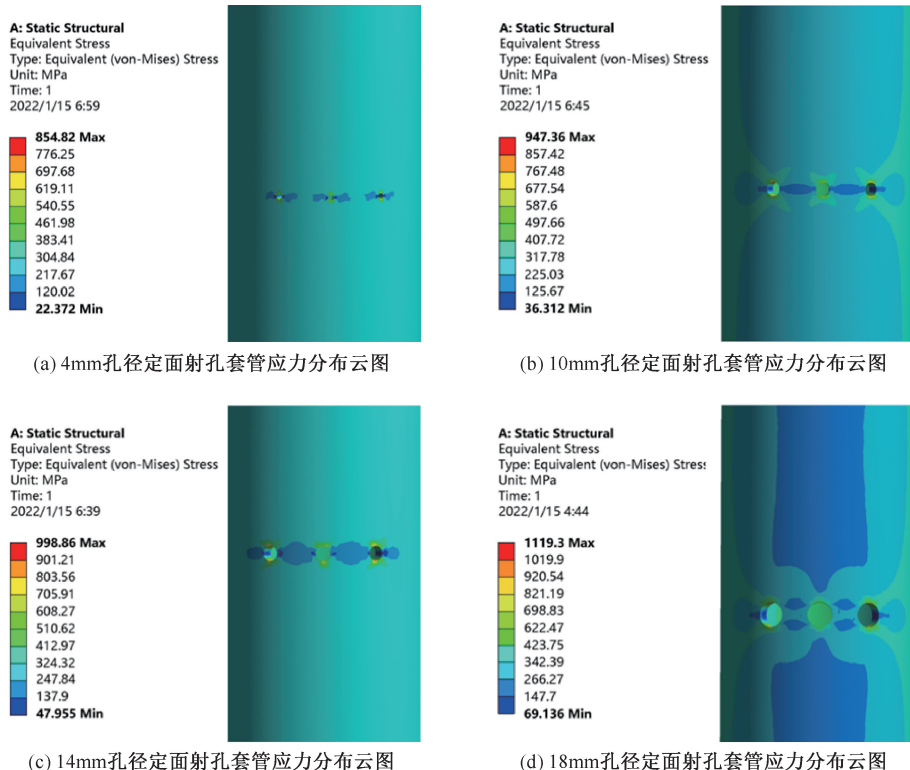 A: Static Structural
Equivalent Stress
Type: Equivalent (von-Mises) Stress
Unit: MPa
Time: 1
2022/1/15 6:59
854.82 Max
776.25
697.68
619.11
540.55
461.98
383.41
304.84
217.67
120.02
22.372 Min
(a) 4mm孔径定面射孔套管应力分布云图
A: Static Structural
Equivalent Stress
Type: Equivalent (von-Mises) Stress
Unit: MPa
Time: 1
2022/1/15 6:45
947.36 Max
857.42
767.48
677.54
587.6
497.66
407.72
317.78
225.03
125.67
36.312 Min
(b) 10mm孔径定面射孔套管应力分布云图
A: Static Structural
Equivalent Stress
Type: Equivalent (von-Mises) Stress
Unit: MPa
Time: 1
2022/1/15 6:39
998.86 Max
901.21
803.56
705.91
608.27
510.62
412.97
324.32
247.84
137.9
47.955 Min
(c) 14mm孔径定面射孔套管应力分布云图
A: Static Structural
Equivalent Stress
Type: Equivalent (von-Mises) Stress
Unit: MPa
Time: 1
2022/1/15 4:44
1119.3 Max
1019.9
920.54
821.19
698.83
622.47
423.75
342.39
266.27
147.7
69.136 Min
(d) 18mm孔径定面射孔套管应力分布云图